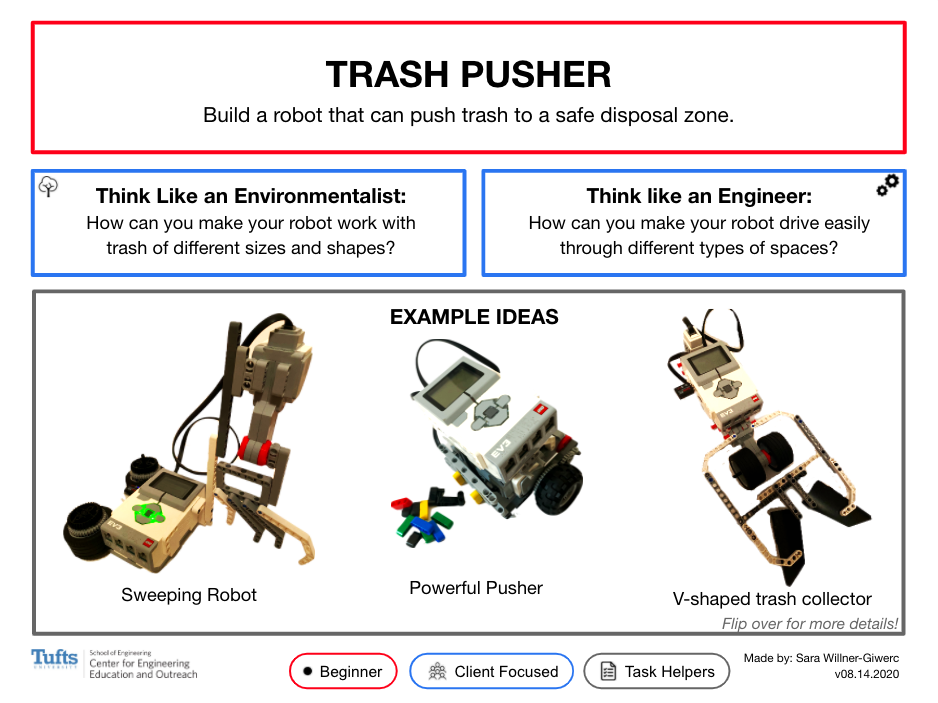 TRASH PUSHER
Build a robot that can push trash to a safe disposal zone.
Think Like an Environmentalist:
How can you make your robot work with
trash of different sizes and shapes?
Think like an Engineer:
How can you make your robot drive easily
through different types of spaces?
EXAMPLE IDEAS
EV3
EV3
EV3
Sweeping Robot
Powerful Pusher
V-shaped trash collector
Flip over for more details!
Tufts
UNIVERSITY
School of Engineering
Center for Engineering
Education and Outreach
Beginner
Client Focused
Task Helpers
Made by: Sara Willner-Giwerc
v08.14.2020